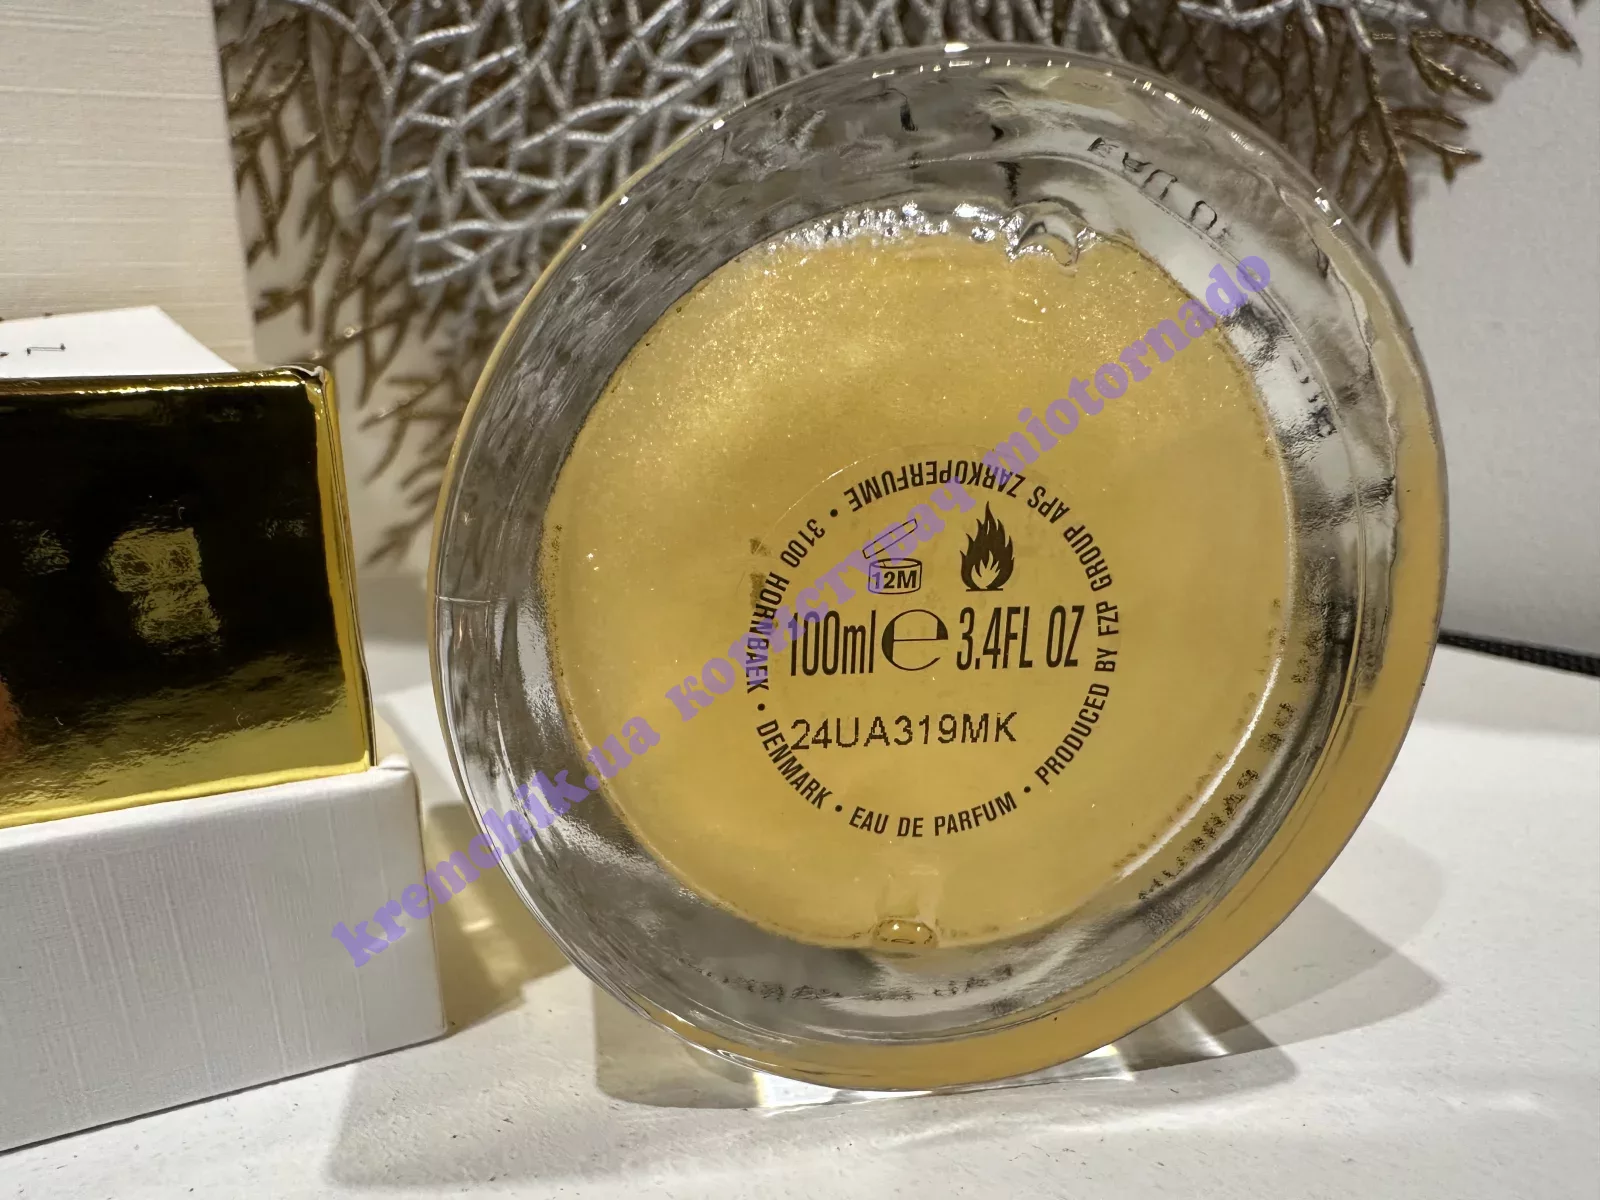 PRODUCED BY FZP GROUP APS ZARKOPERFUME • 3100 HORNBAEK • DENMARK • EAU DE PARFUM •
12M
100ml e 3.4FL OZ
24UA319MK
kremchik.ua користувач miotornado